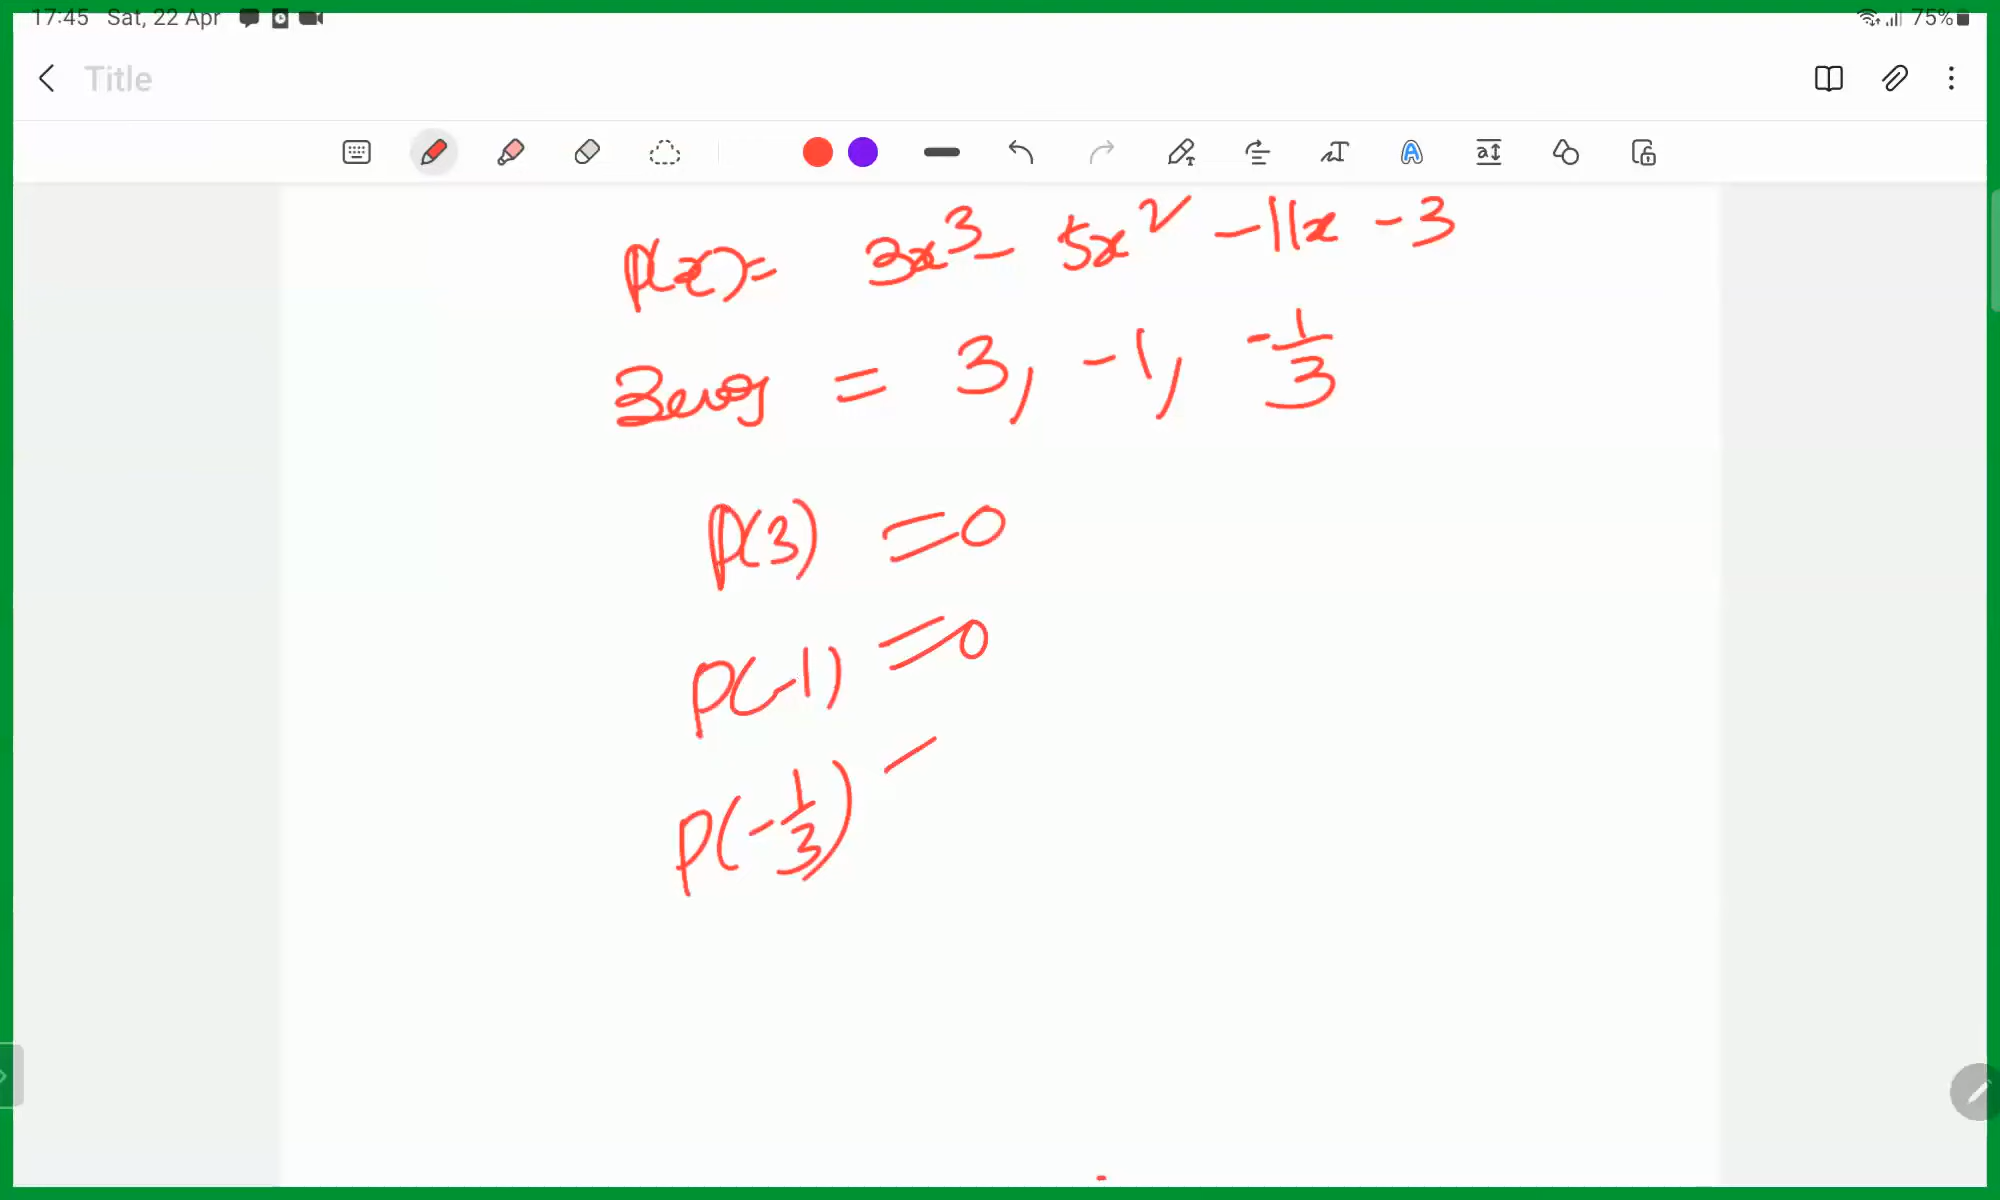 17:45 Sat, 22 Apr 75%
Title
P(x)= 3x³ - 5x² - 11x - 3
Zeros = 3, -1, -1/3
P(3) =0
P(-1) =0
P(-1/3) -